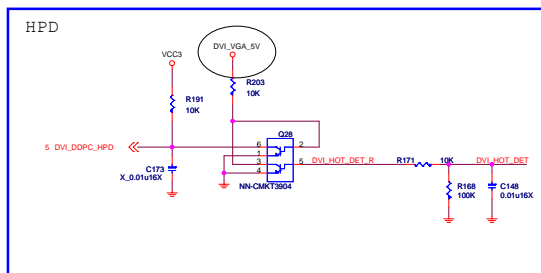 HPD
DVI_VGA_5V
VCC3
R203
10K
R191
10K
Q28
5 DVI_DDPC_HPD
6
2
1
3
5
DVI_HOT_DET_R
R171
10K
DVI_HOT_DET
4
C173
X_0.01u16X
NN-CMKT3904
R168
100K
C148
0.01u16X